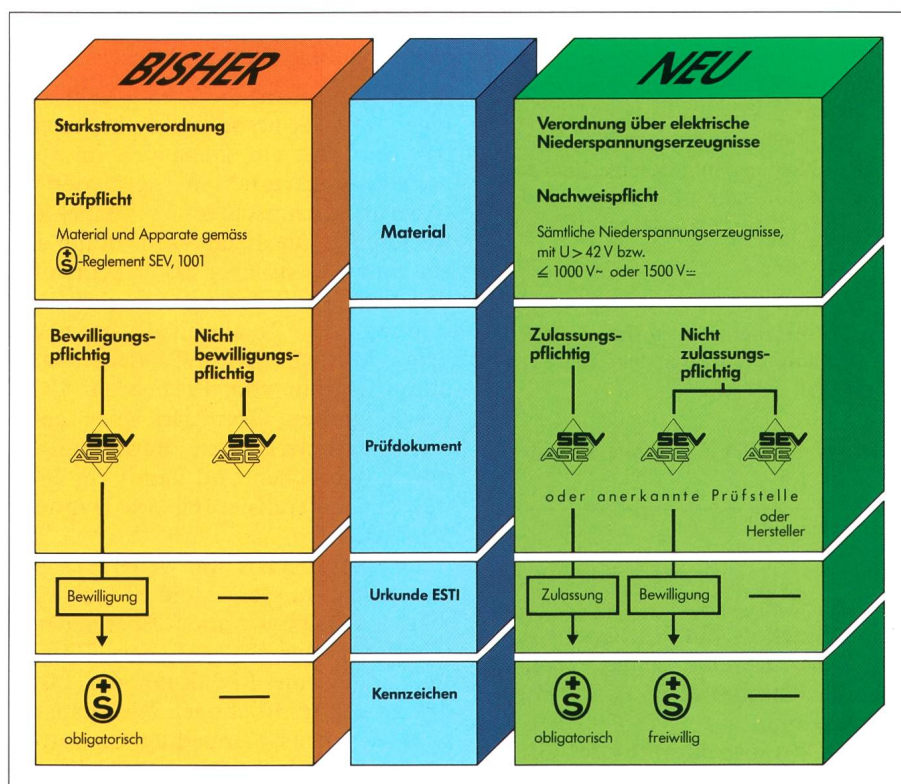 BISHER
NEU
Starkstromverordnung
Prüfpflicht
Material und Apparate gemäss
S-Reglement SEV, 1001
Material
Verordnung über elektrische
Niederspannungserzeugnisse
Nachweispflicht
Sämtliche Niederspannungserzeugnisse,
mit U > 42 V bzw.
≦ 1000 V~ oder 1500 V⎓
Bewilligungs-
pflichtig
Nicht
bewilligungs-
pflichtig
SEV
ASE
SEV
ASE
Prüfdokument
Zulassungs-
pflichtig
Nicht
zulassungs-
pflichtig
SEV
ASE
SEV
ASE
SEV
ASE
oder anerkannte Prüfstelle
oder
Hersteller
Bewilligung
Urkunde ESTI
Zulassung
Bewilligung
S
obligatorisch
Kennzeichen
S
obligatorisch
S
freiwillig